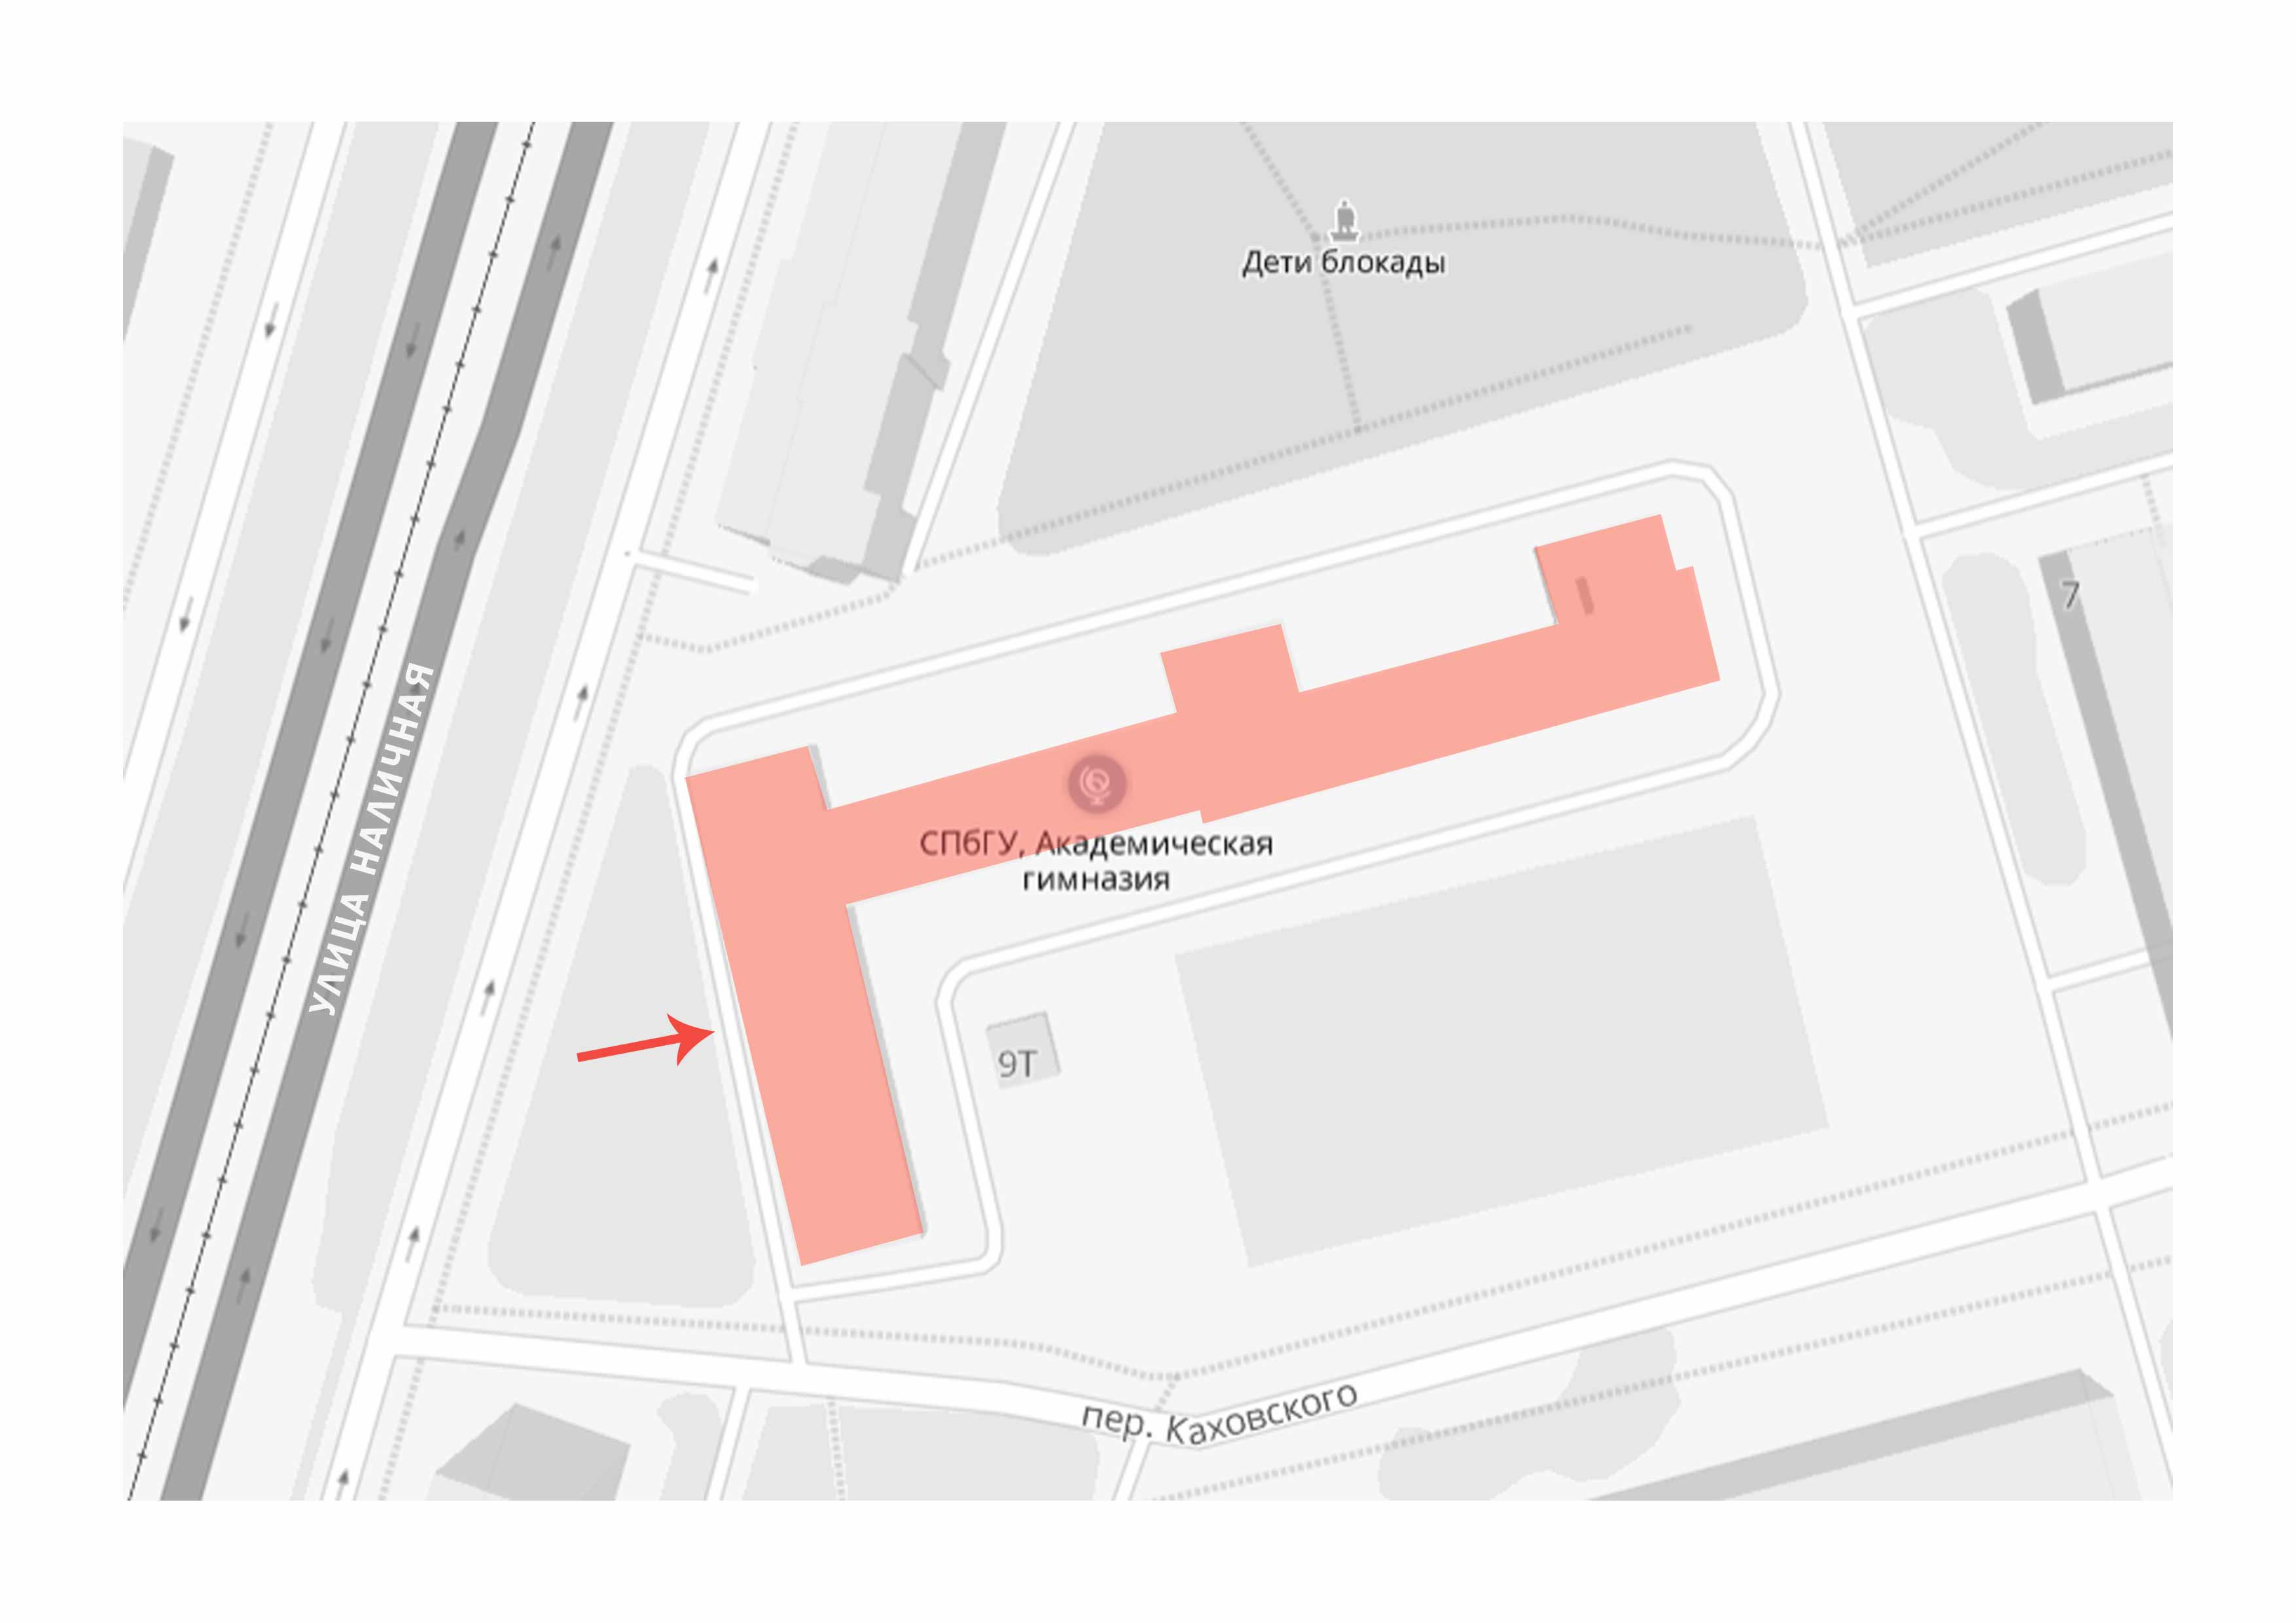 Дети блокады
7
УЛИЦА НАЛИЧНАЯ
СПбГУ, Академическая
гимназия
9Т
пер. Каховского